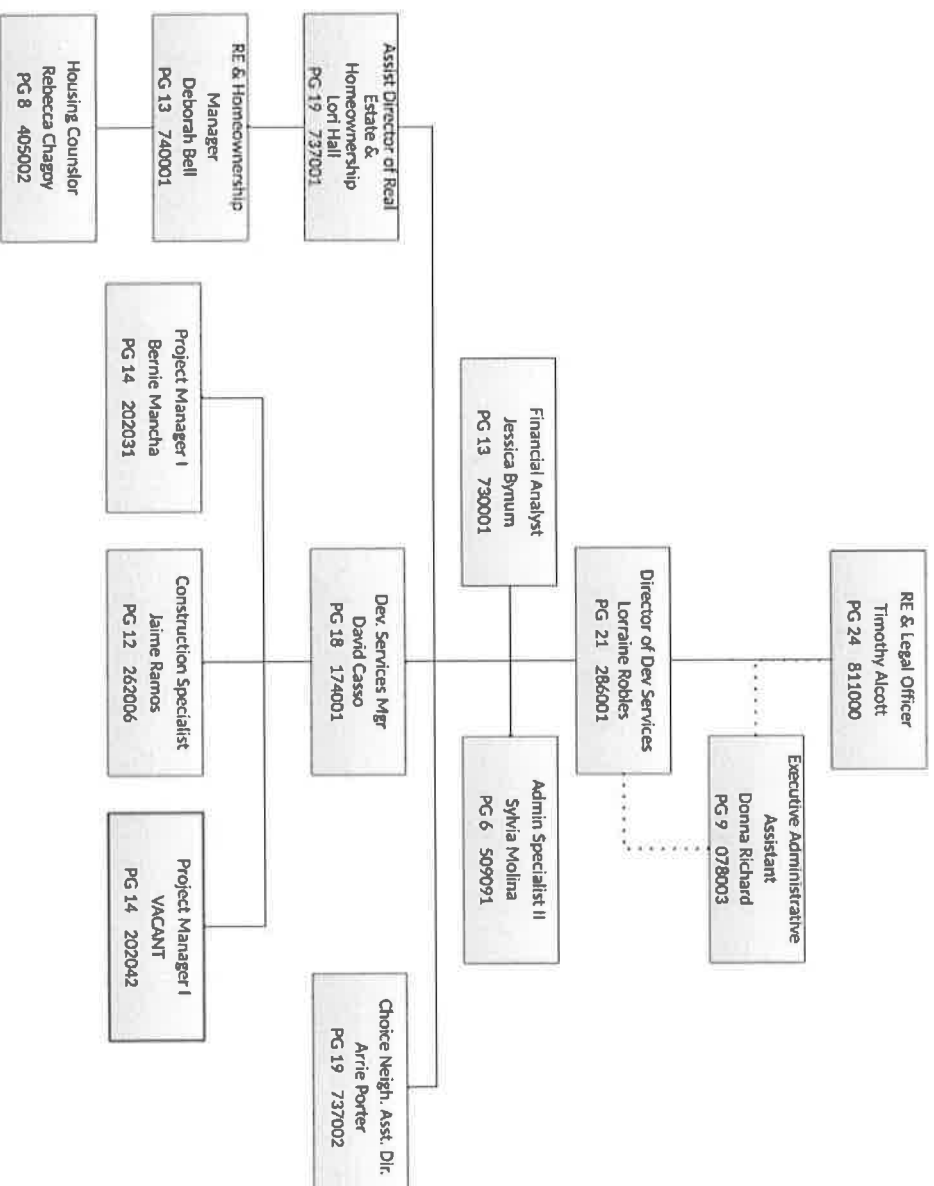 RE & Legal Officer
Timothy Alcott
PG 24 811000
Executive Administrative
Assistant
Donna Richard
PG 9 078003
Director of Dev Services
Lorraine Robles
PG 21 286001
Financial Analyst
Jessica Bynum
PG 13 730001
Admin Specialist II
Sylvia Molina
PG 6 509091
Assist Director of Real
Estate &
Homeownership
Lori Hall
PG 19 737001
Dev. Services Mgr
David Casso
PG 18 174001
Choice Neigh. Asst. Dir.
Arrie Porter
PG 19 737002
RE & Homeownership
Manager
Deborah Bell
PG 13 740001
Project Manager I
Bernie Mancha
PG 14 202031
Construction Specialist
Jaime Ramos
PG 12 262006
Project Manager I
VACANT
PG 14 202042
Housing Counslor
Rebecca Chagoy
PG 8 405002